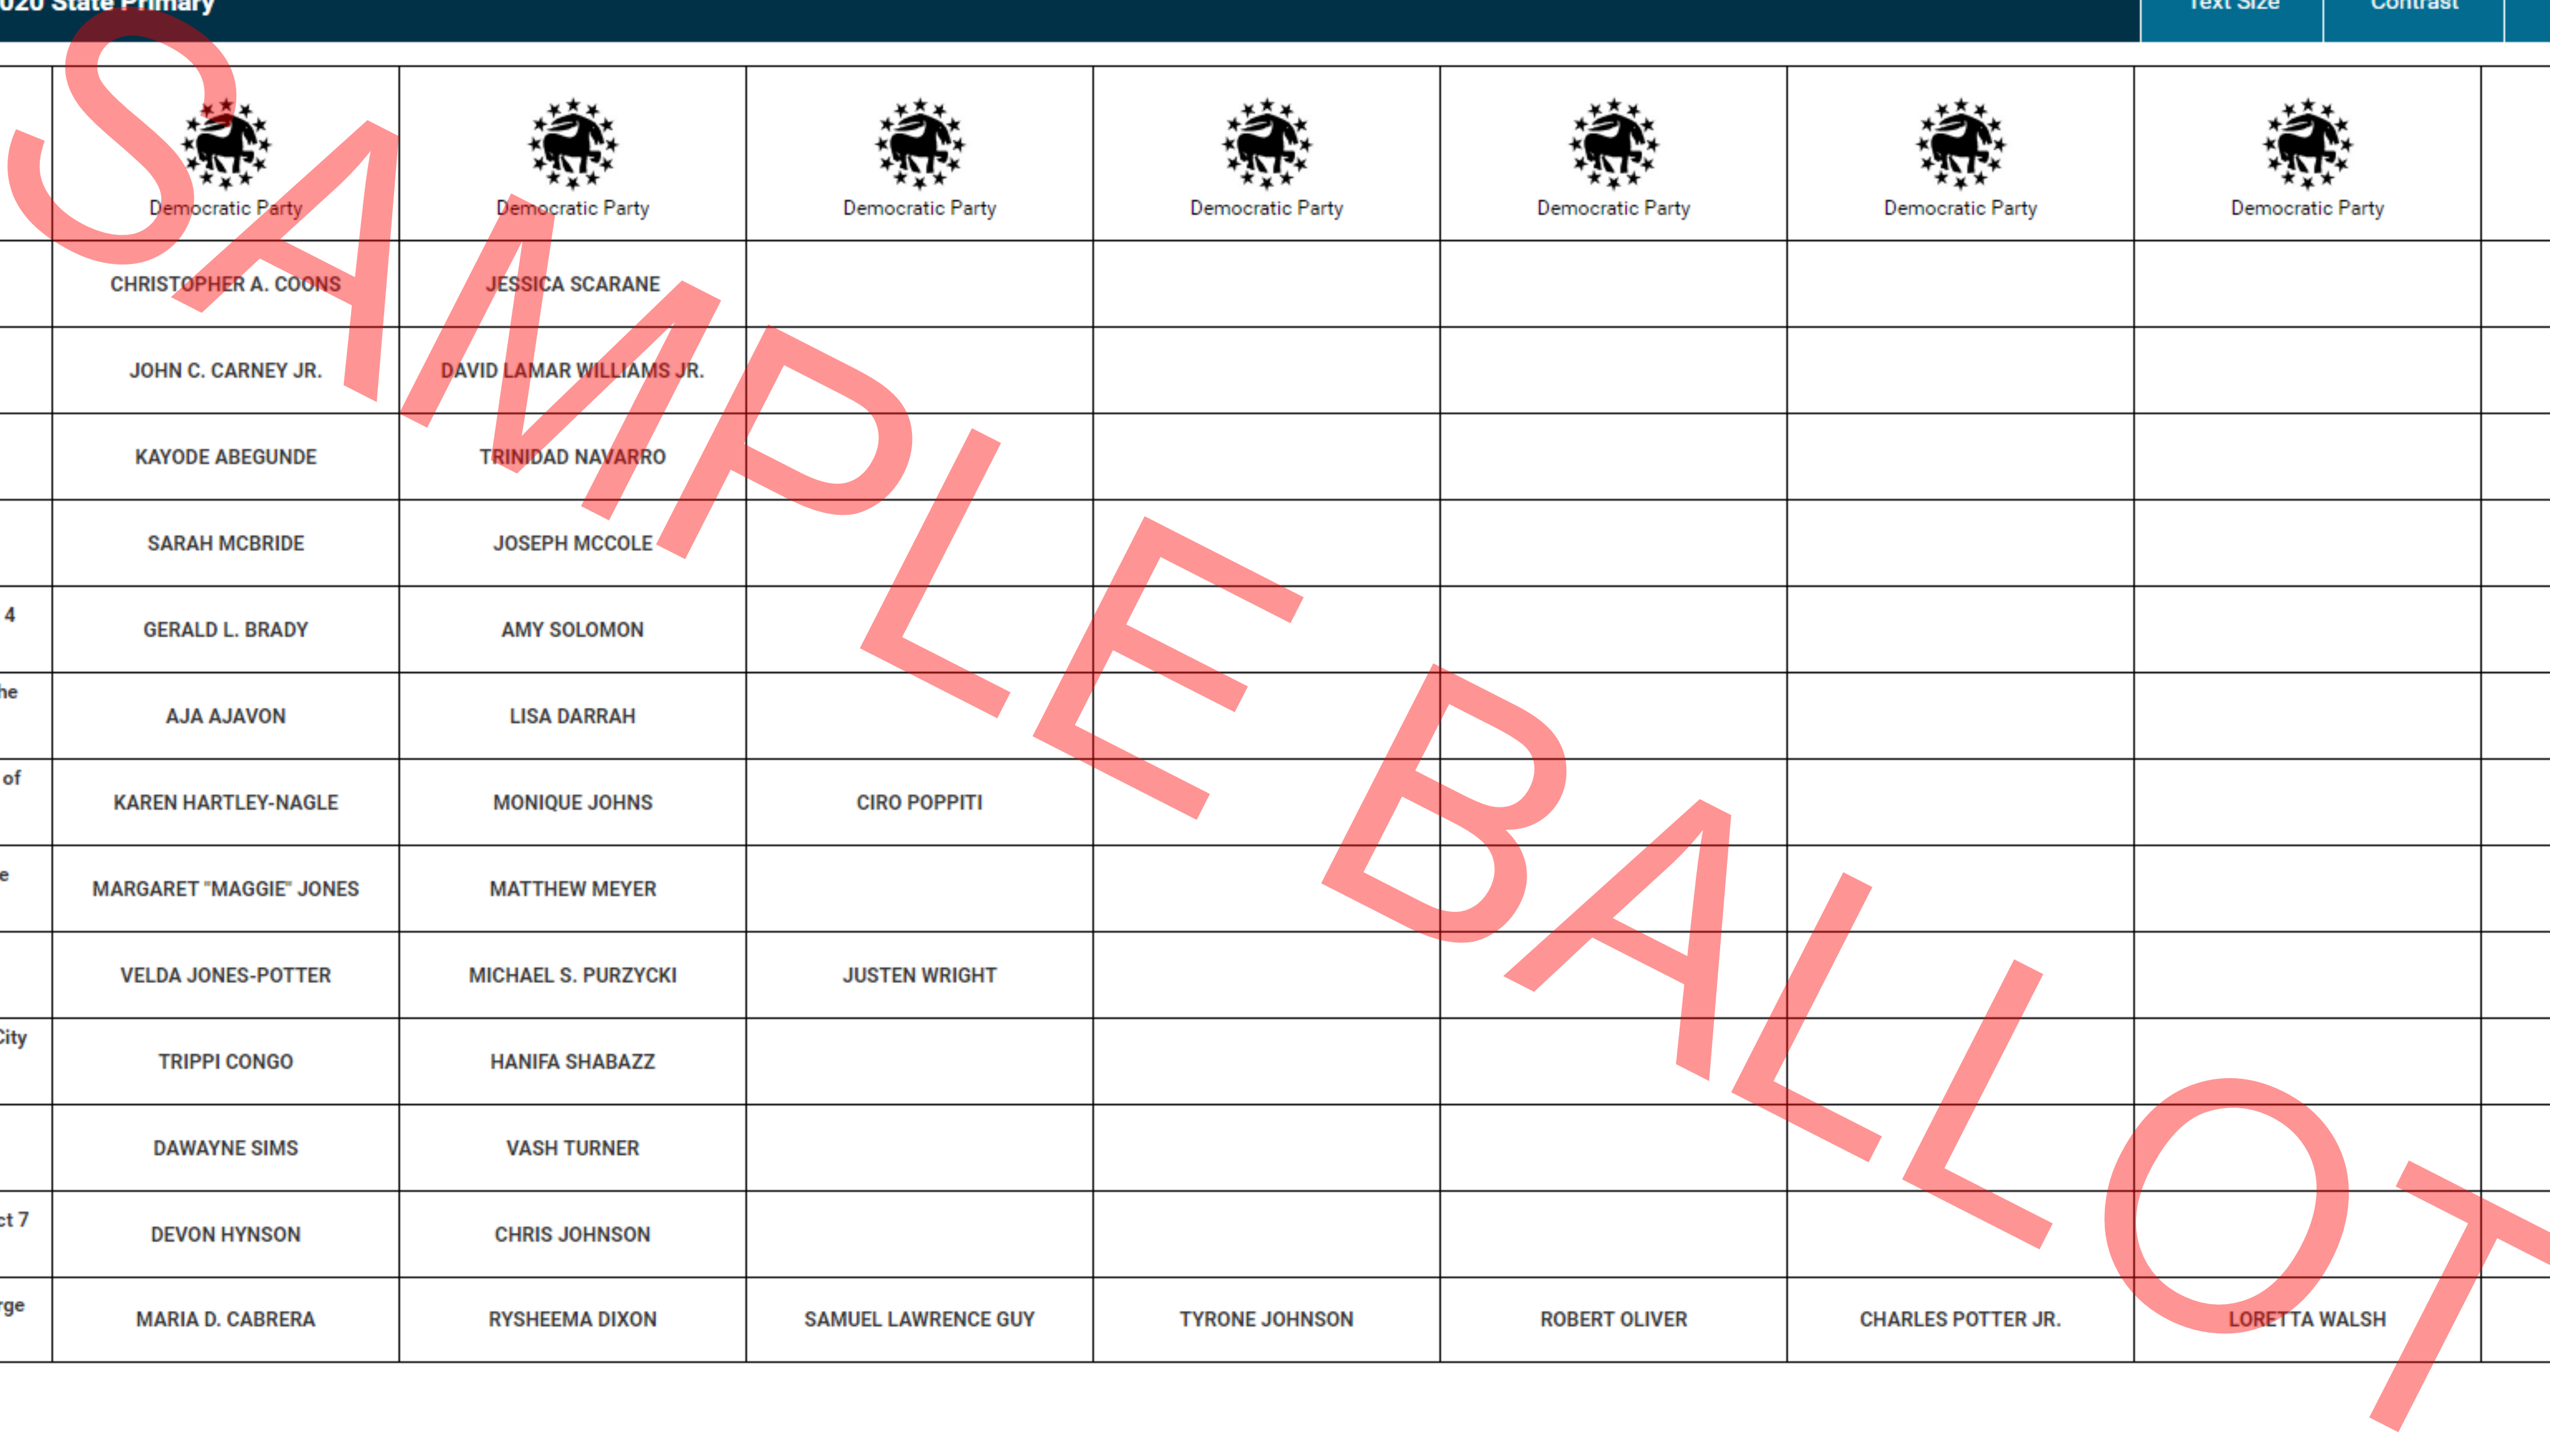 020 State Primary Text Size Contrast
Democratic Party Democratic Party Democratic Party Democratic Party Democratic Party Democratic Party Democratic Party
CHRISTOPHER A. COONS JESSICA SCARANE
JOHN C. CARNEY JR. DAVID LAMAR WILLIAMS JR.
KAYODE ABEGUNDE TRINIDAD NAVARRO
SARAH MCBRIDE JOSEPH MCCOLE
4 GERALD L. BRADY AMY SOLOMON
he AJA AJAVON LISA DARRAH
of KAREN HARTLEY-NAGLE MONIQUE JOHNS CIRO POPPITI
e MARGARET "MAGGIE" JONES MATTHEW MEYER
VELDA JONES-POTTER MICHAEL S. PURZYCKI JUSTEN WRIGHT
City TRIPPI CONGO HANIFA SHABAZZ
DAWAYNE SIMS VASH TURNER
ct 7 DEVON HYNSON CHRIS JOHNSON
rge MARIA D. CABRERA RYSHEEMA DIXON SAMUEL LAWRENCE GUY TYRONE JOHNSON ROBERT OLIVER CHARLES POTTER JR. LORETTA WALSH
SAMPLE BALLOT